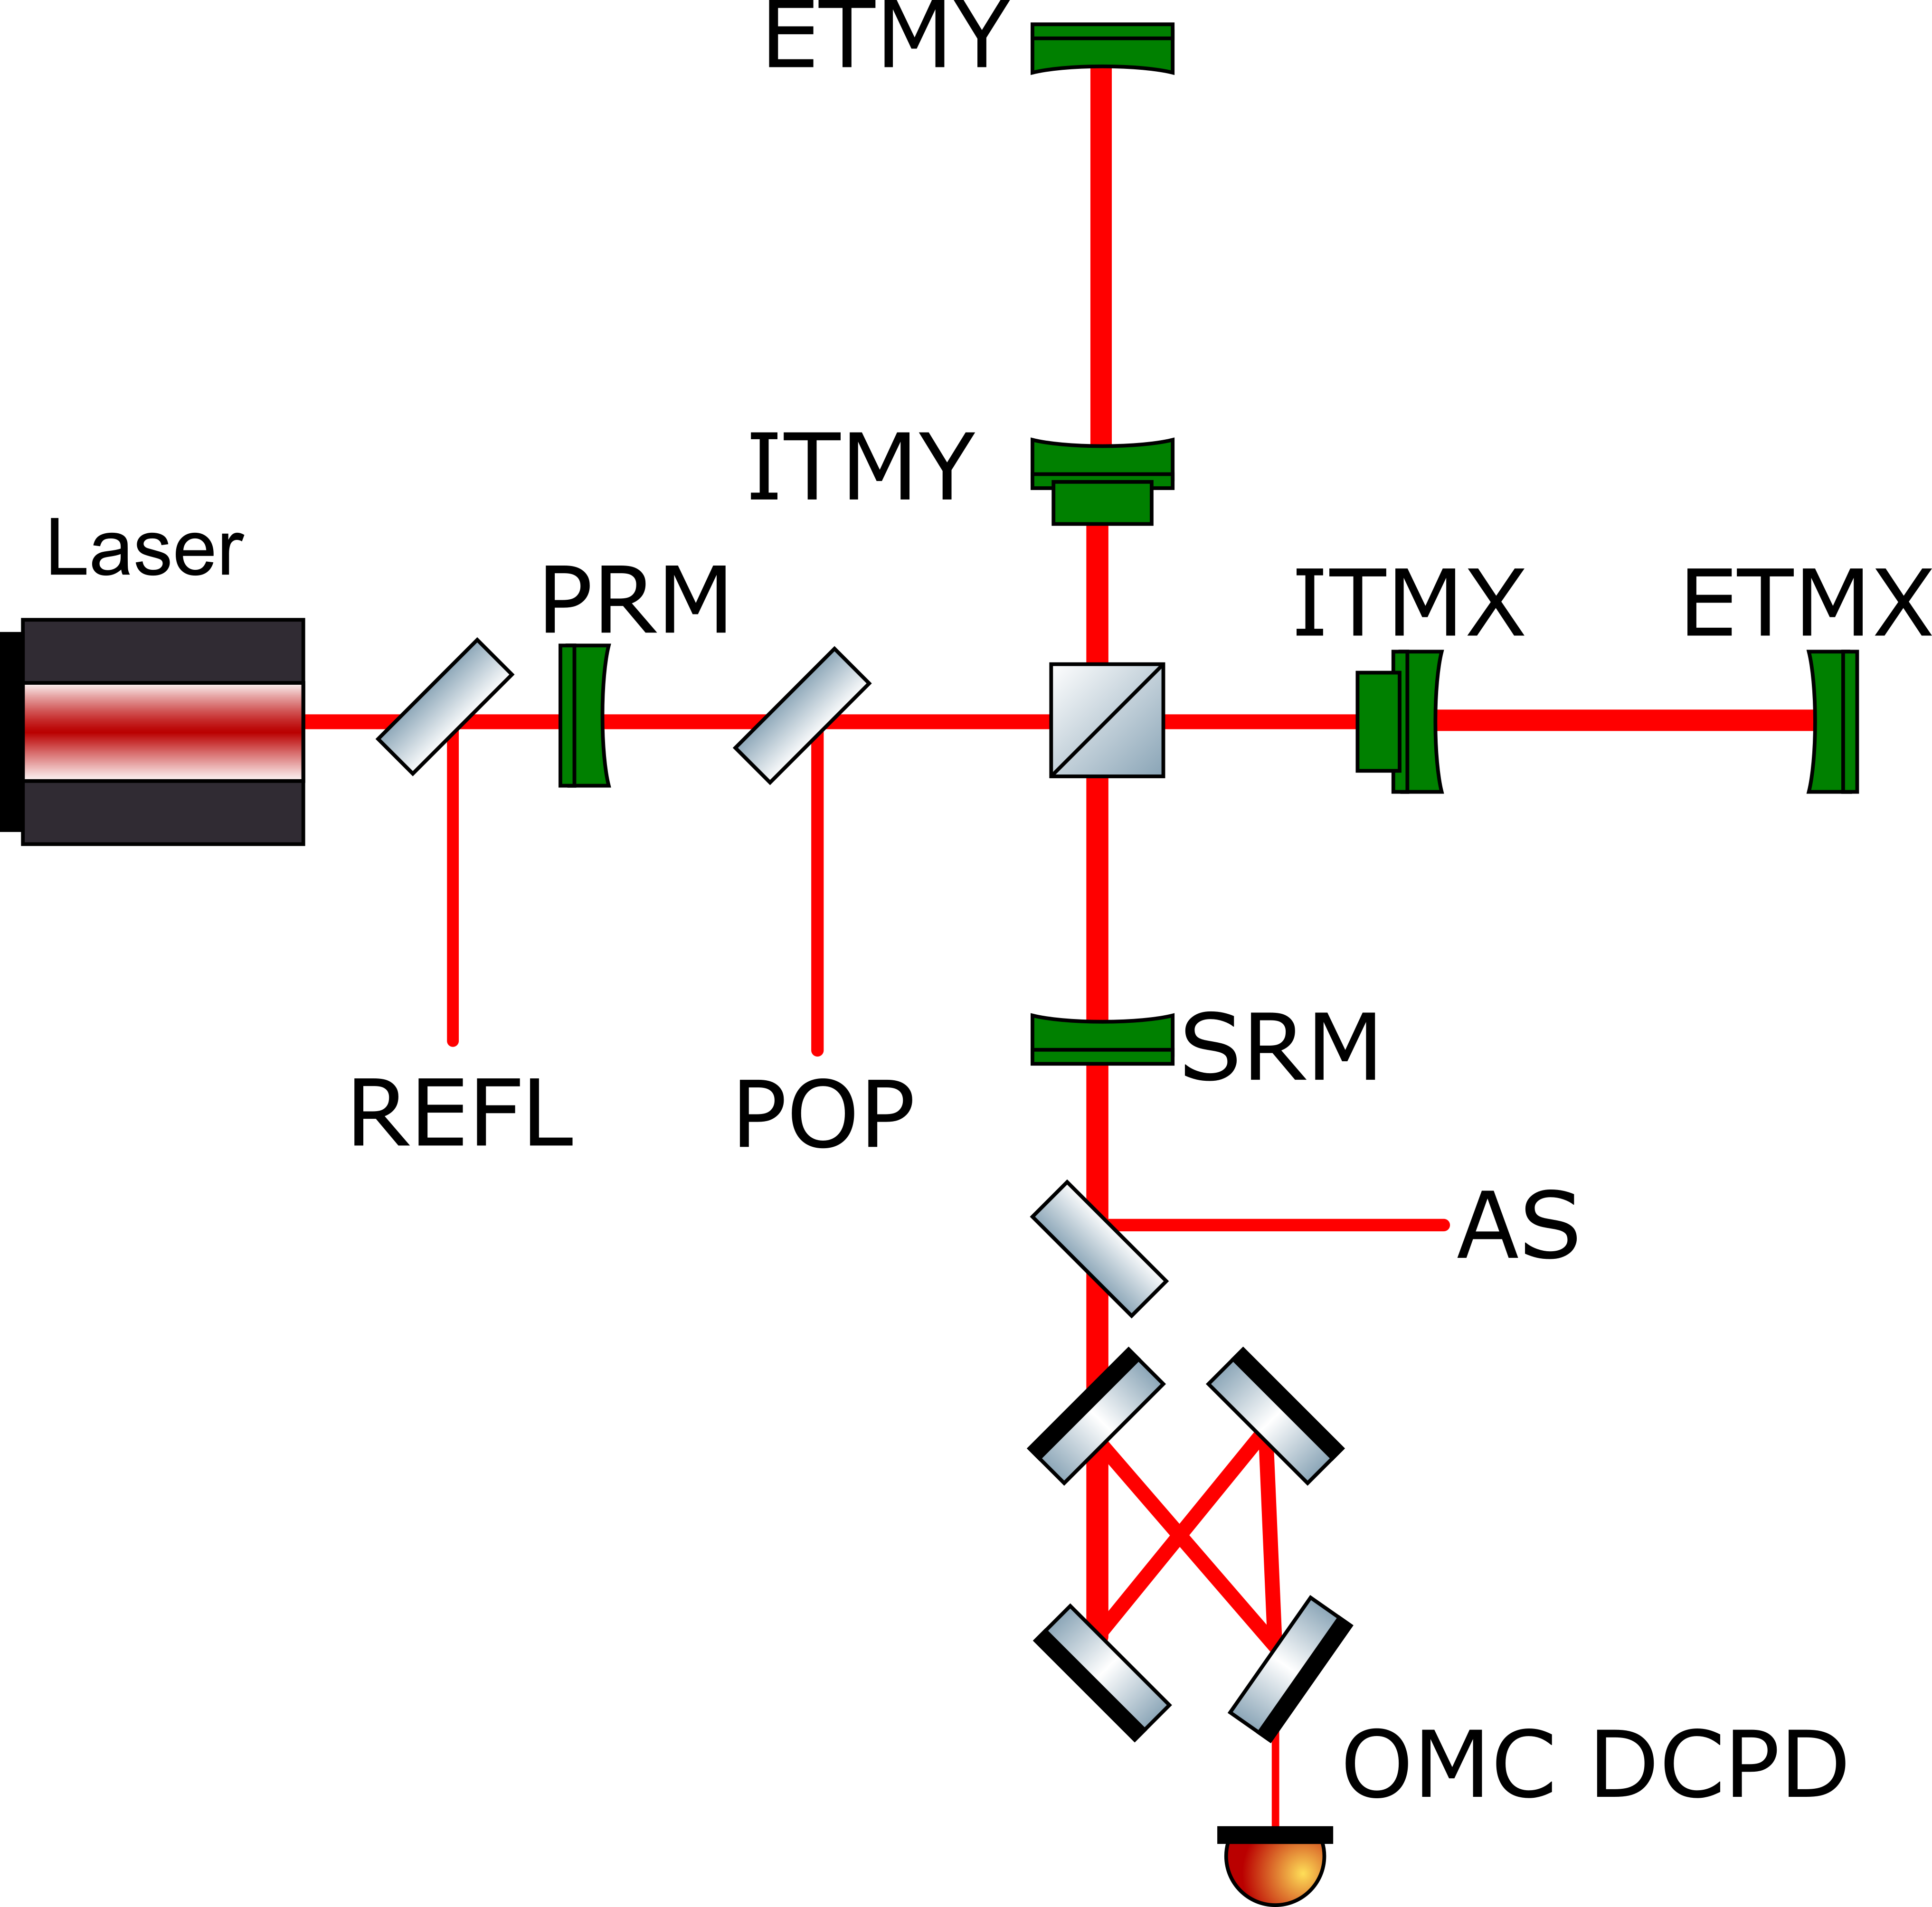 ETMY
ITMY
Laser
PRM
ITMX
ETMX
SRM
REFL
POP
AS
OMC DCPD